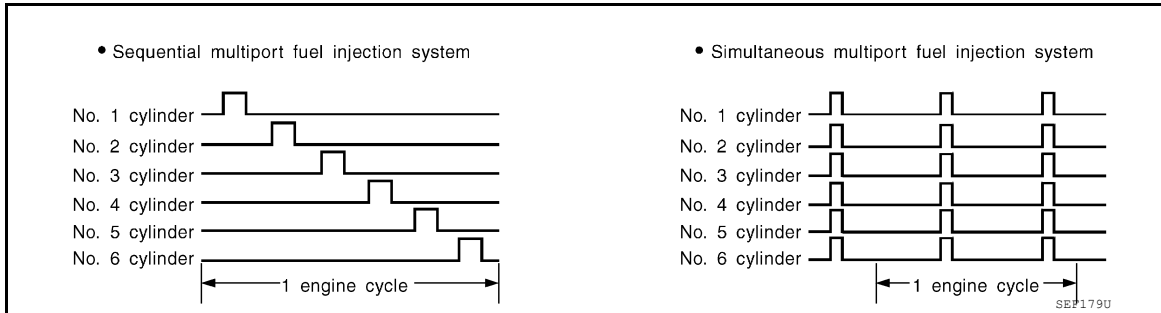 • Sequential multiport fuel injection system
No. 1 cylinder
No. 2 cylinder
No. 3 cylinder
No. 4 cylinder
No. 5 cylinder
No. 6 cylinder
1 engine cycle
• Simultaneous multiport fuel injection system
No. 1 cylinder
No. 2 cylinder
No. 3 cylinder
No. 4 cylinder
No. 5 cylinder
No. 6 cylinder
1 engine cycle
SEF179U